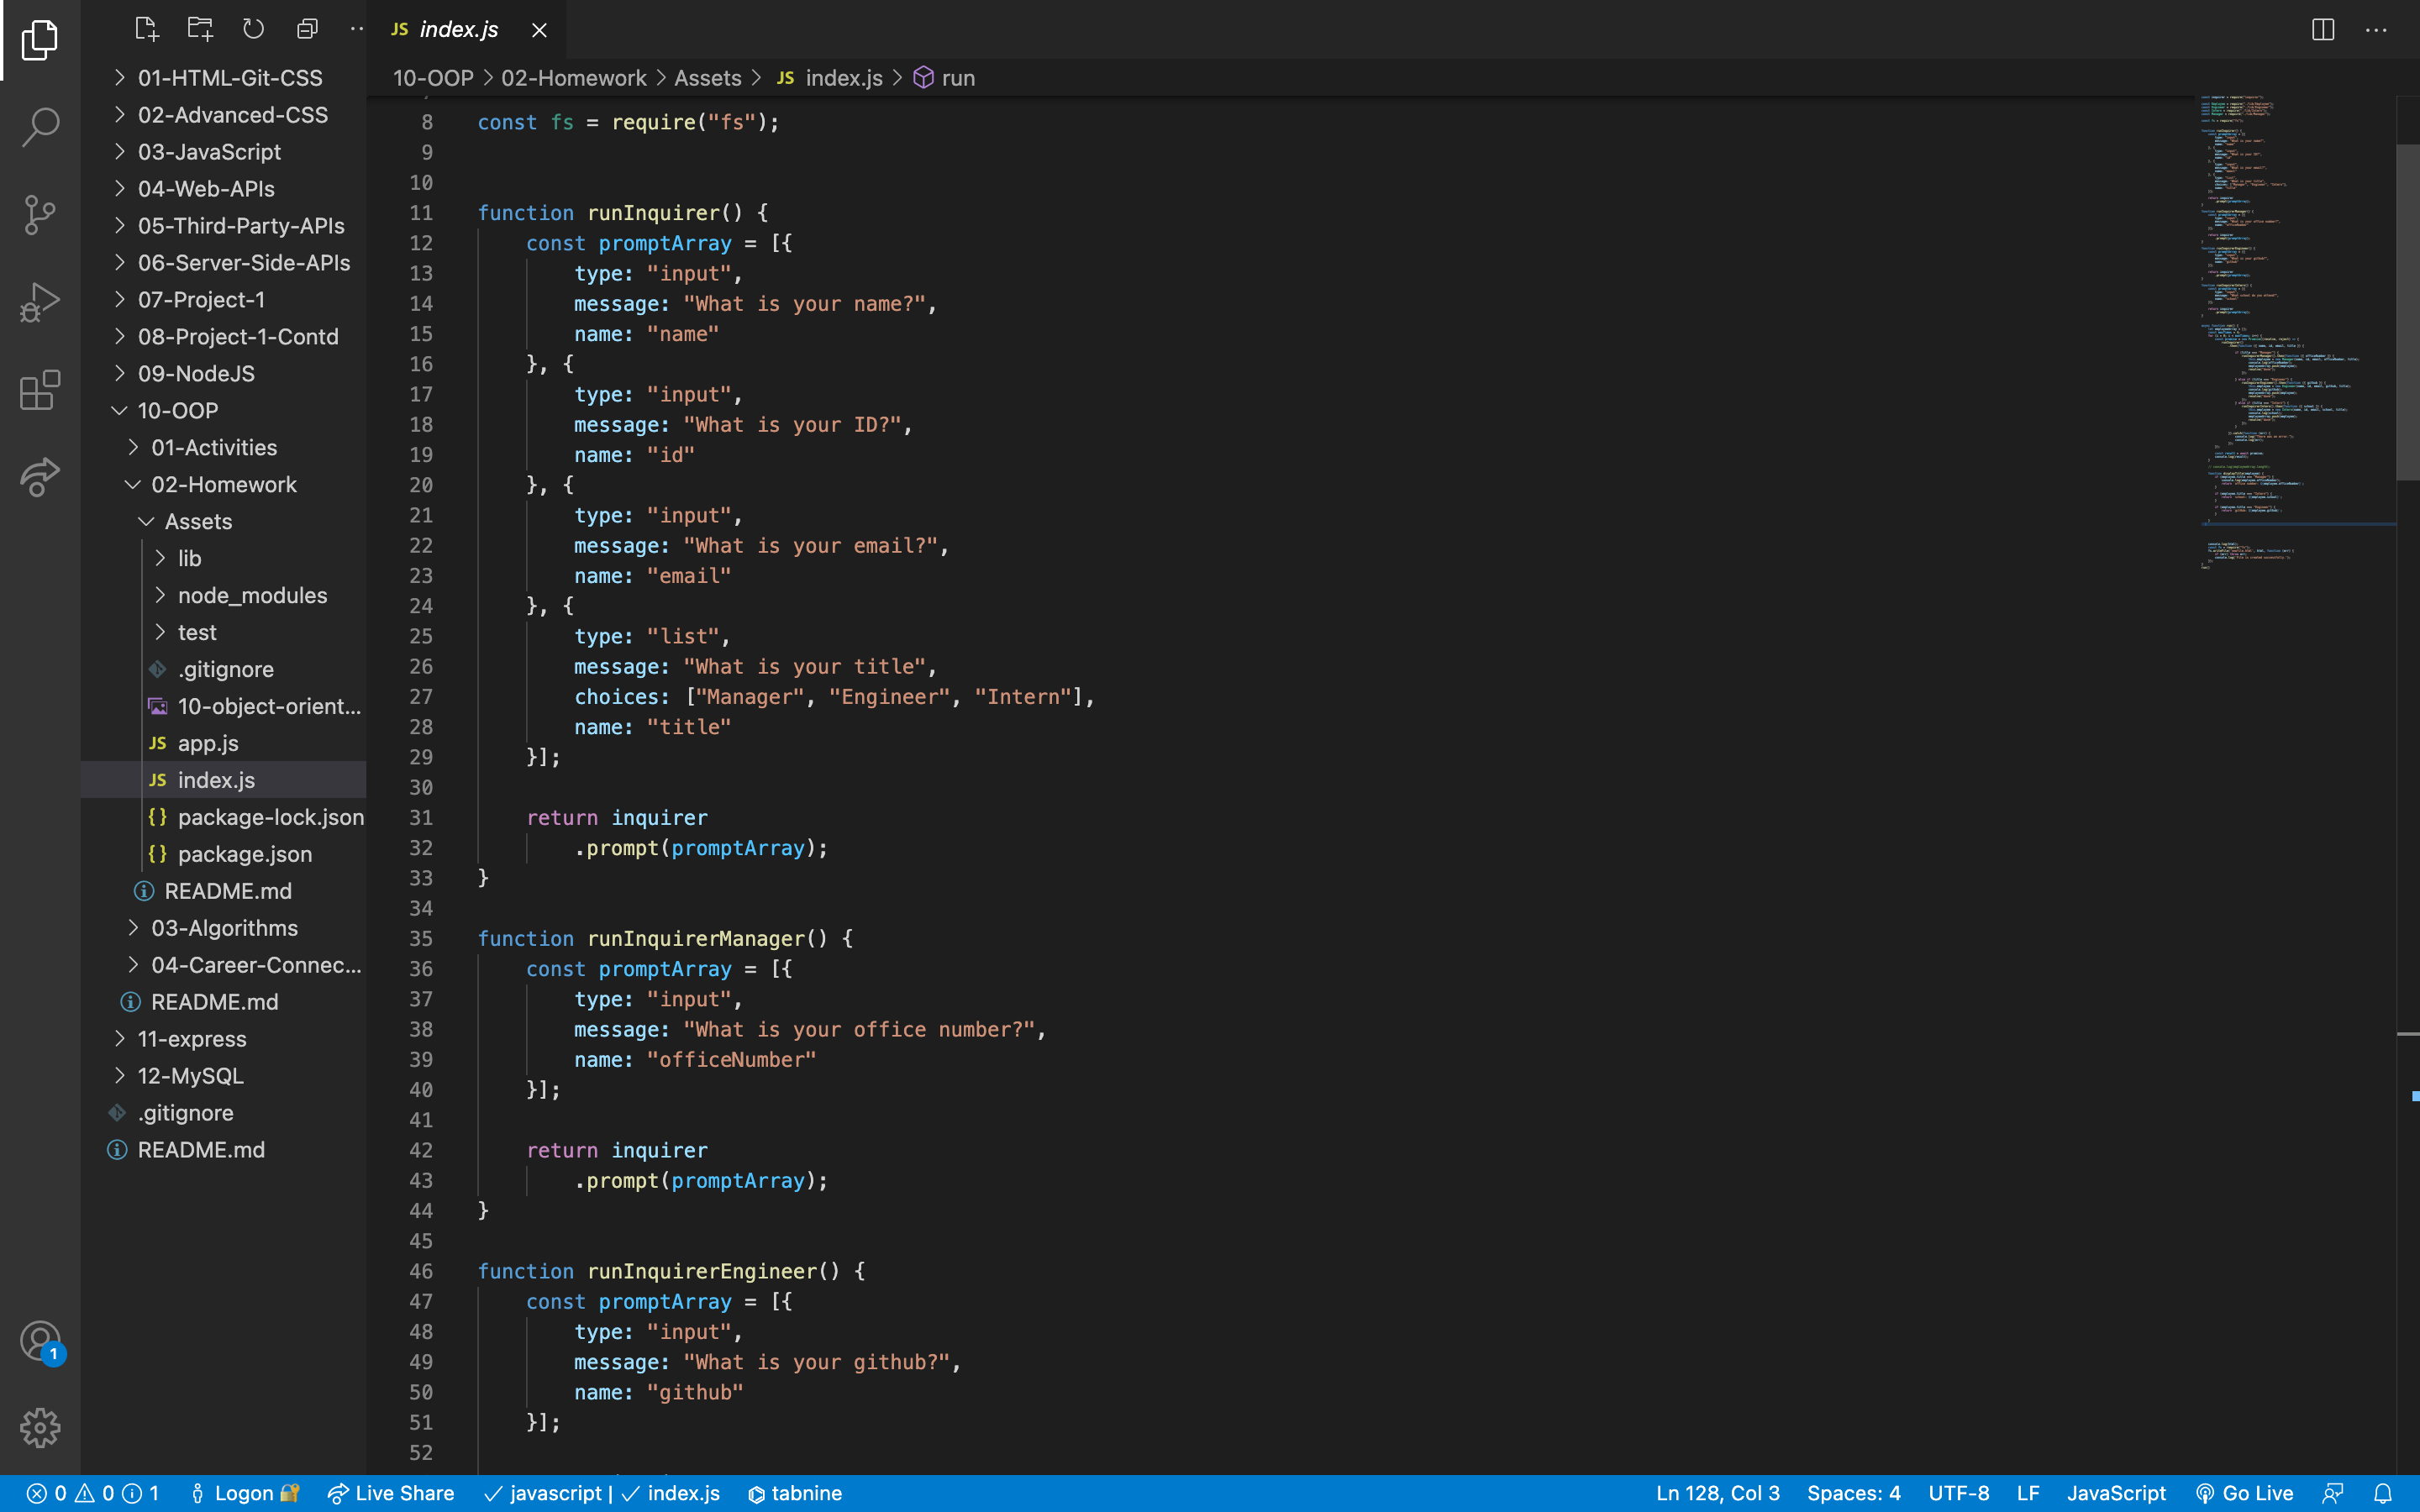 JS index.js
10-OOP > 02-Homework > Assets > JS index.js > run
01-HTML-Git-CSS
02-Advanced-CSS
03-JavaScript
04-Web-APIs
05-Third-Party-APIs
06-Server-Side-APIs
07-Project-1
08-Project-1-Contd
09-NodeJS
10-OOP
01-Activities
02-Homework
Assets
lib
node_modules
test
.gitignore
10-object-orient...
JS app.js
JS index.js
{} package-lock.json
{} package.json
README.md
03-Algorithms
04-Career-Connec...
README.md
11-express
12-MySQL
.gitignore
README.md
1
8 const fs = require("fs");
9
10
11 function runInquirer() {
12 const promptArray = [{
13 type: "input",
14 message: "What is your name?",
15 name: "name"
16 }, {
17 type: "input",
18 message: "What is your ID?",
19 name: "id"
20 }, {
21 type: "input",
22 message: "What is your email?",
23 name: "email"
24 }, {
25 type: "list",
26 message: "What is your title",
27 choices: ["Manager", "Engineer", "Intern"],
28 name: "title"
29 }];
30
31 return inquirer
32 .prompt(promptArray);
33 }
34
35 function runInquirerManager() {
36 const promptArray = [{
37 type: "input",
38 message: "What is your office number?",
39 name: "officeNumber"
40 }];
41
42 return inquirer
43 .prompt(promptArray);
44 }
45
46 function runInquirerEngineer() {
47 const promptArray = [{
48 type: "input",
49 message: "What is your github?",
50 name: "github"
51 }];
52
0 0 1 Logon Live Share javascript | index.js tabnine Ln 128, Col 3 Spaces: 4 UTF-8 LF JavaScript Go Live